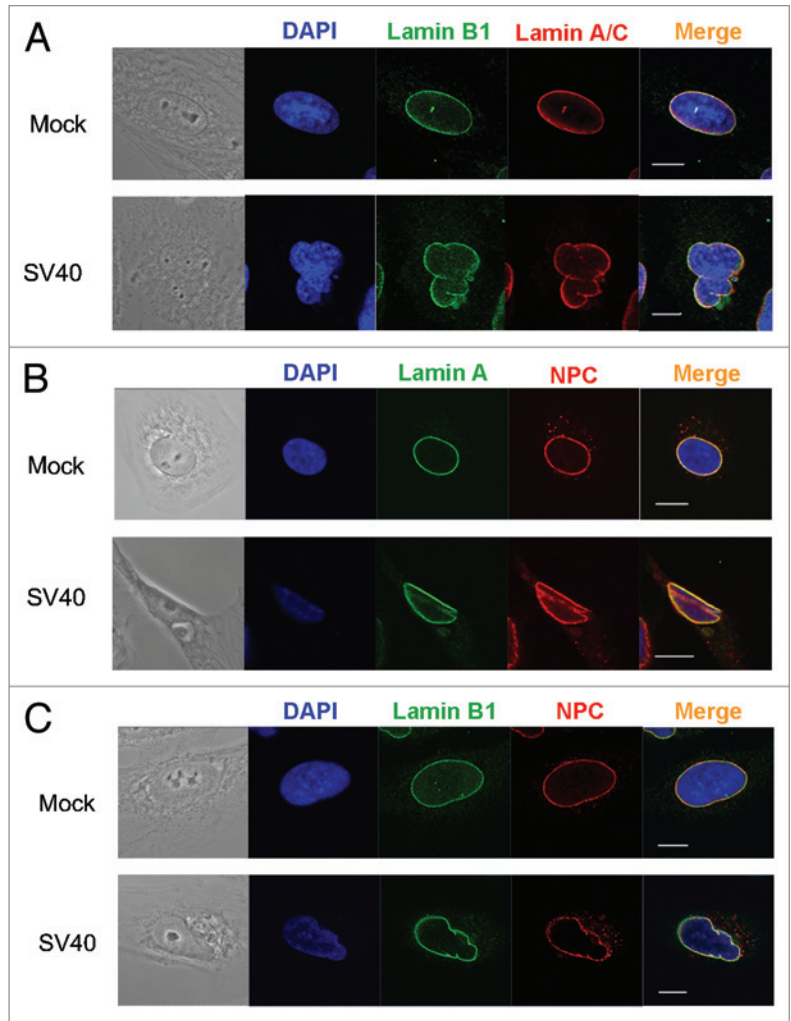 A
DAPI Lamin B1 Lamin A/C Merge
Mock
SV40
B
DAPI Lamin A NPC Merge
Mock
SV40
C
DAPI Lamin B1 NPC Merge
Mock
SV40